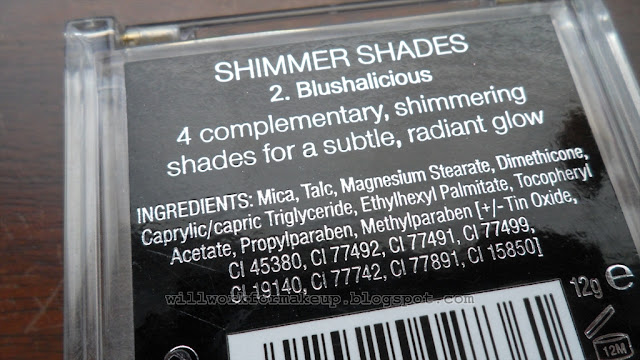 SHIMMER SHADES
2. Blushalicious
4 complementary, shimmering
shades for a subtle, radiant glow
INGREDIENTS: Mica, Talc, Magnesium Stearate, Dimethicone,
Caprylic/capric Triglyceride, Ethylhexyl Palmitate, Tocopheryl
Acetate, Propylparaben, Methylparaben [+/- Tin Oxide,
CI 45380, CI 77492, CI 77491, CI 77499,
CI 19140, CI 77742, CI 77891, CI 15850]
12g e
willworkformakeup.blogspot.com
12M